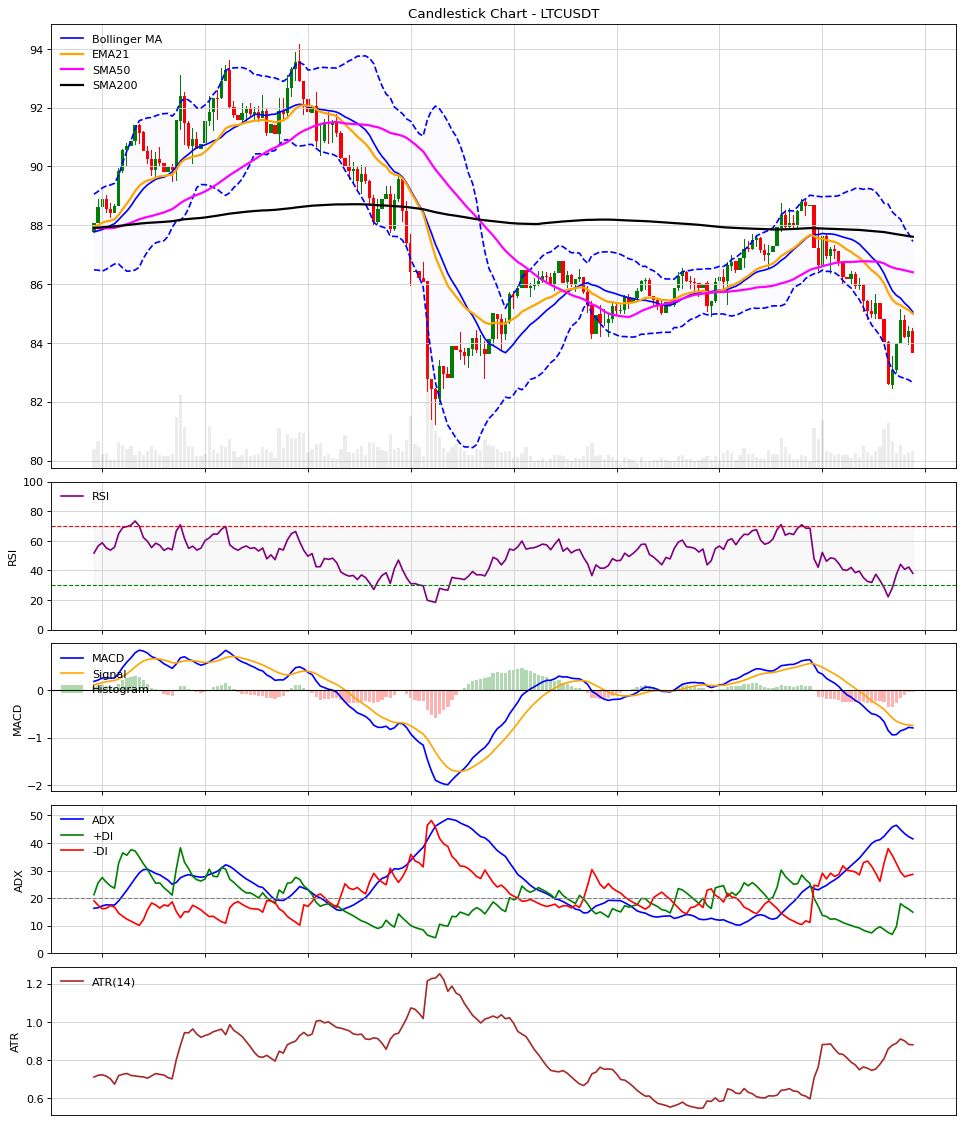 Candlestick Chart - LTCUSDT
Bollinger MA
EMA21
SMA50
SMA200
94
92
90
88
86
84
82
80
RSI
RSI
100
80
60
40
20
0
MACD
Signal
Histogram
MACD
0
−1
−2
ADX
+DI
-DI
ADX
50
40
30
20
10
0
ATR(14)
ATR
1.2
1.0
0.8
0.6